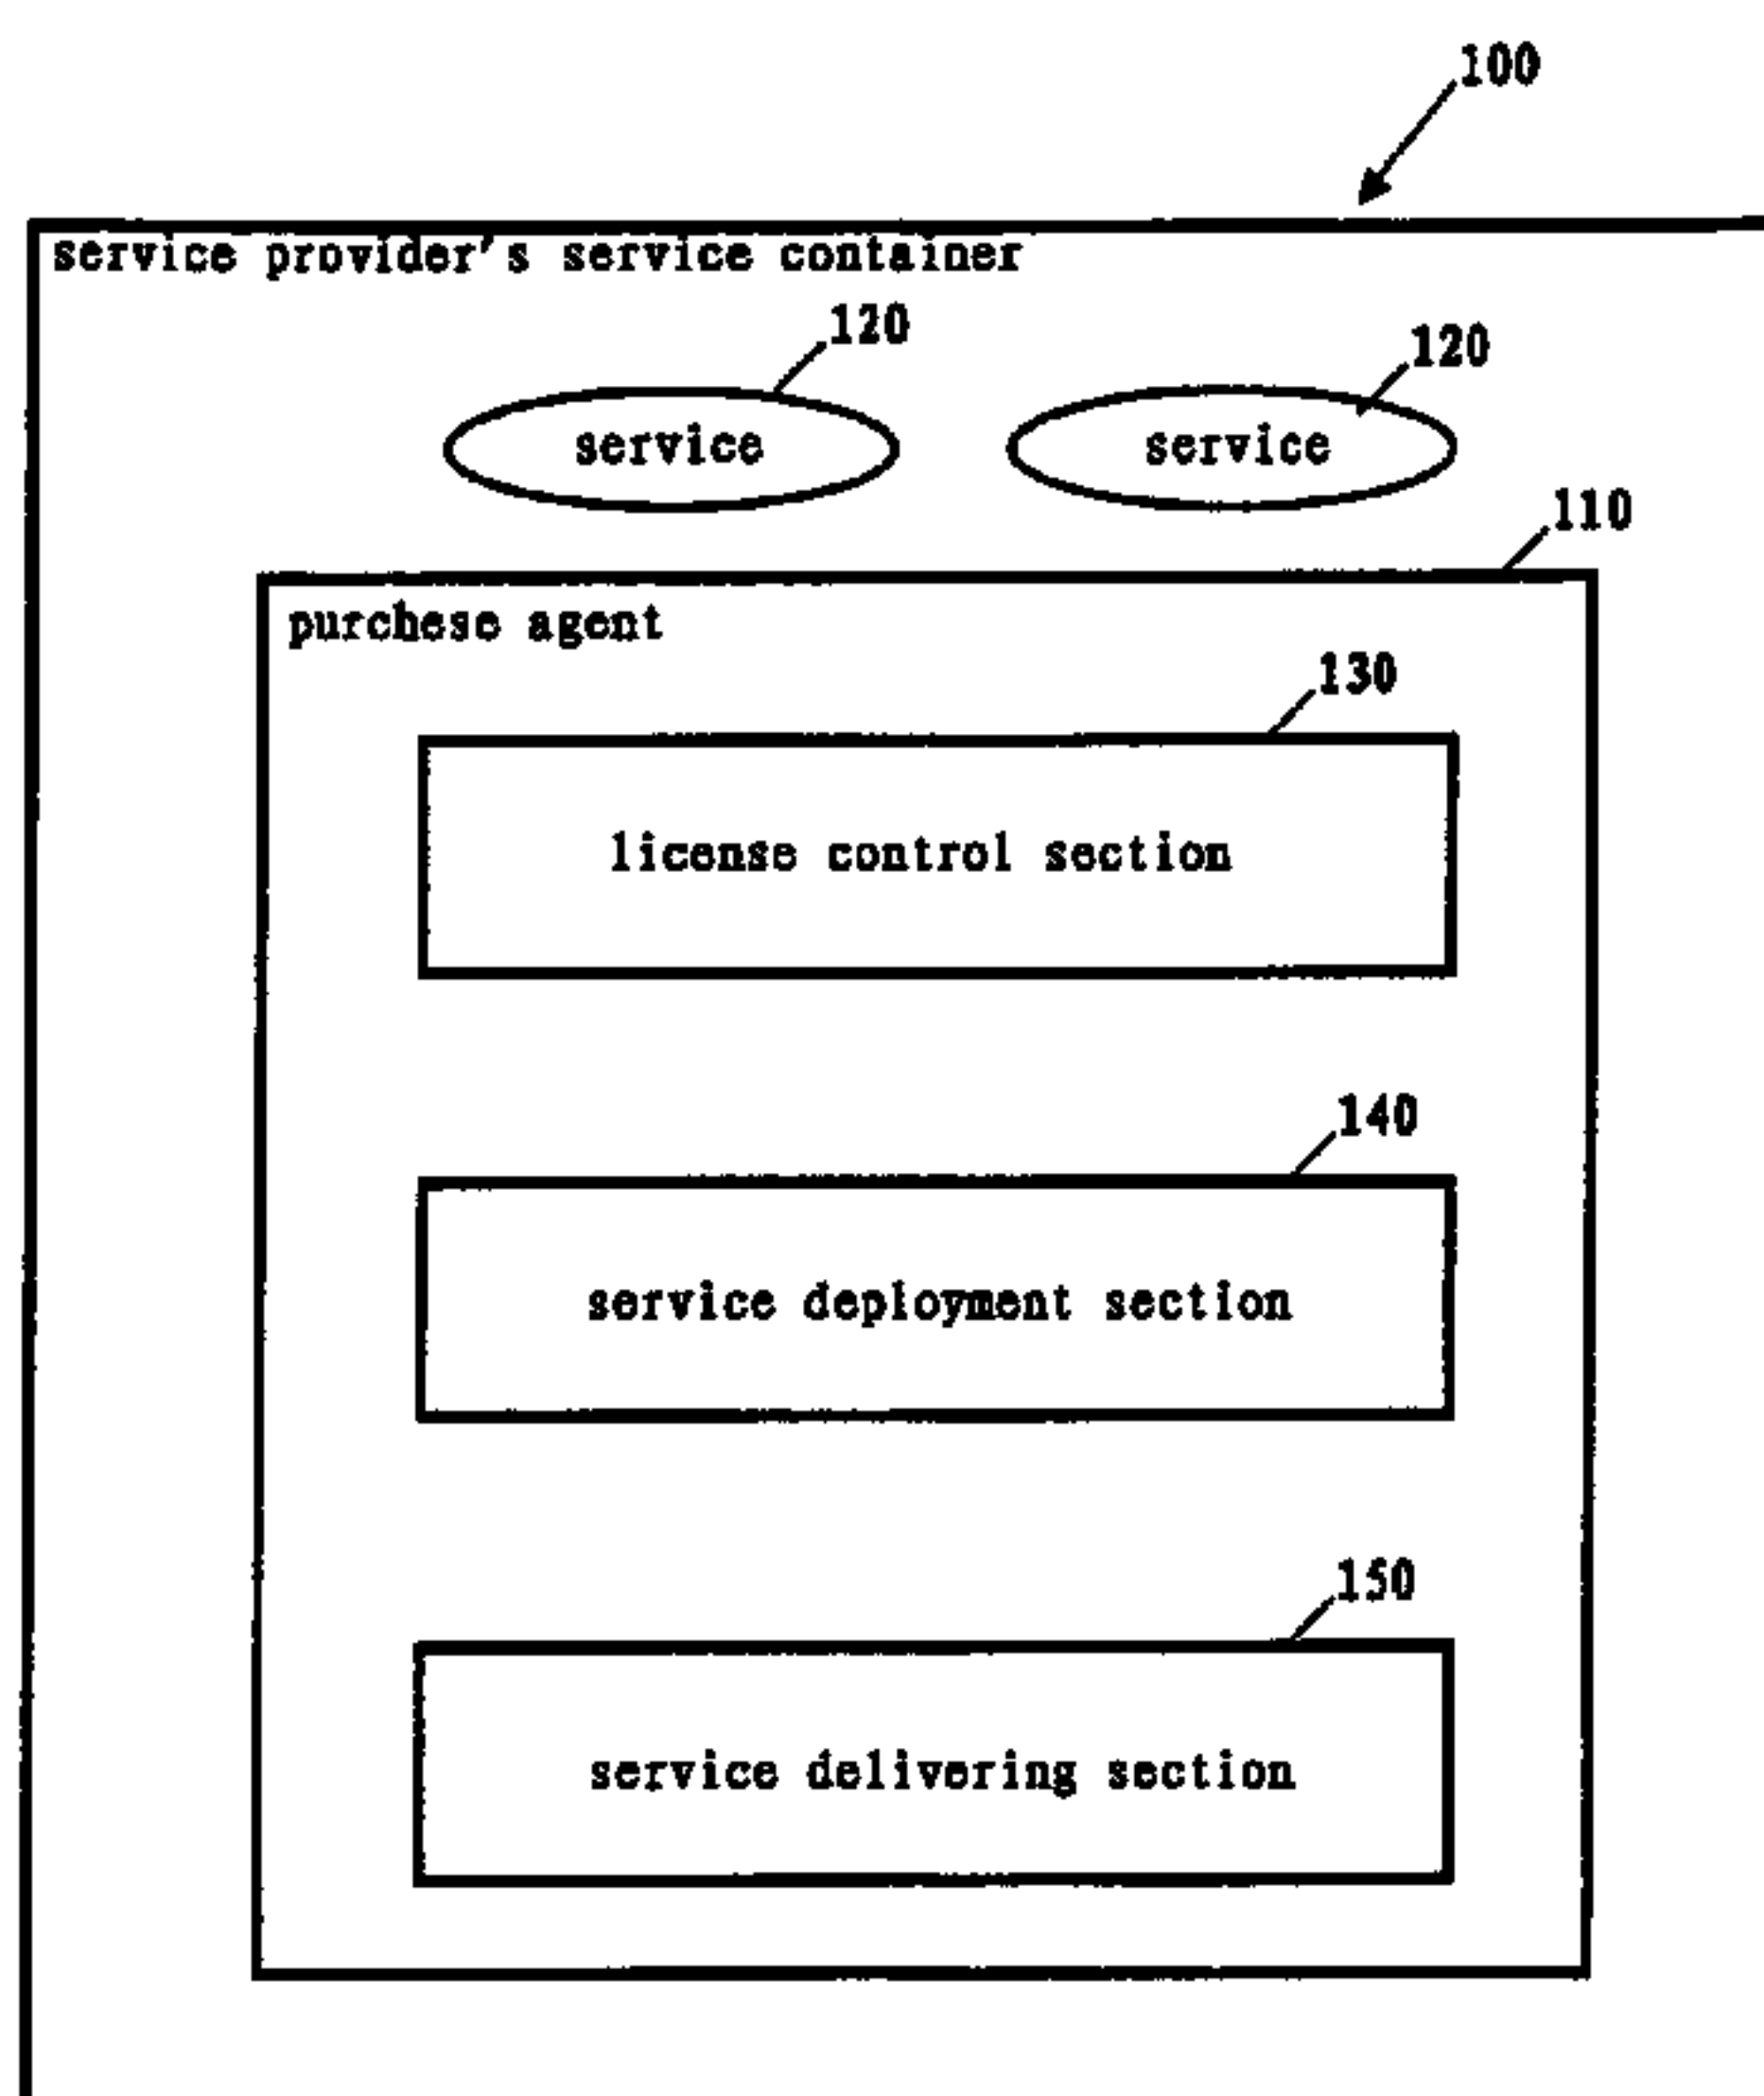 100
service provider's service container
120
120
service
service
110
purchese agent
130
license control section
140
service deployment section
150
service delivering section